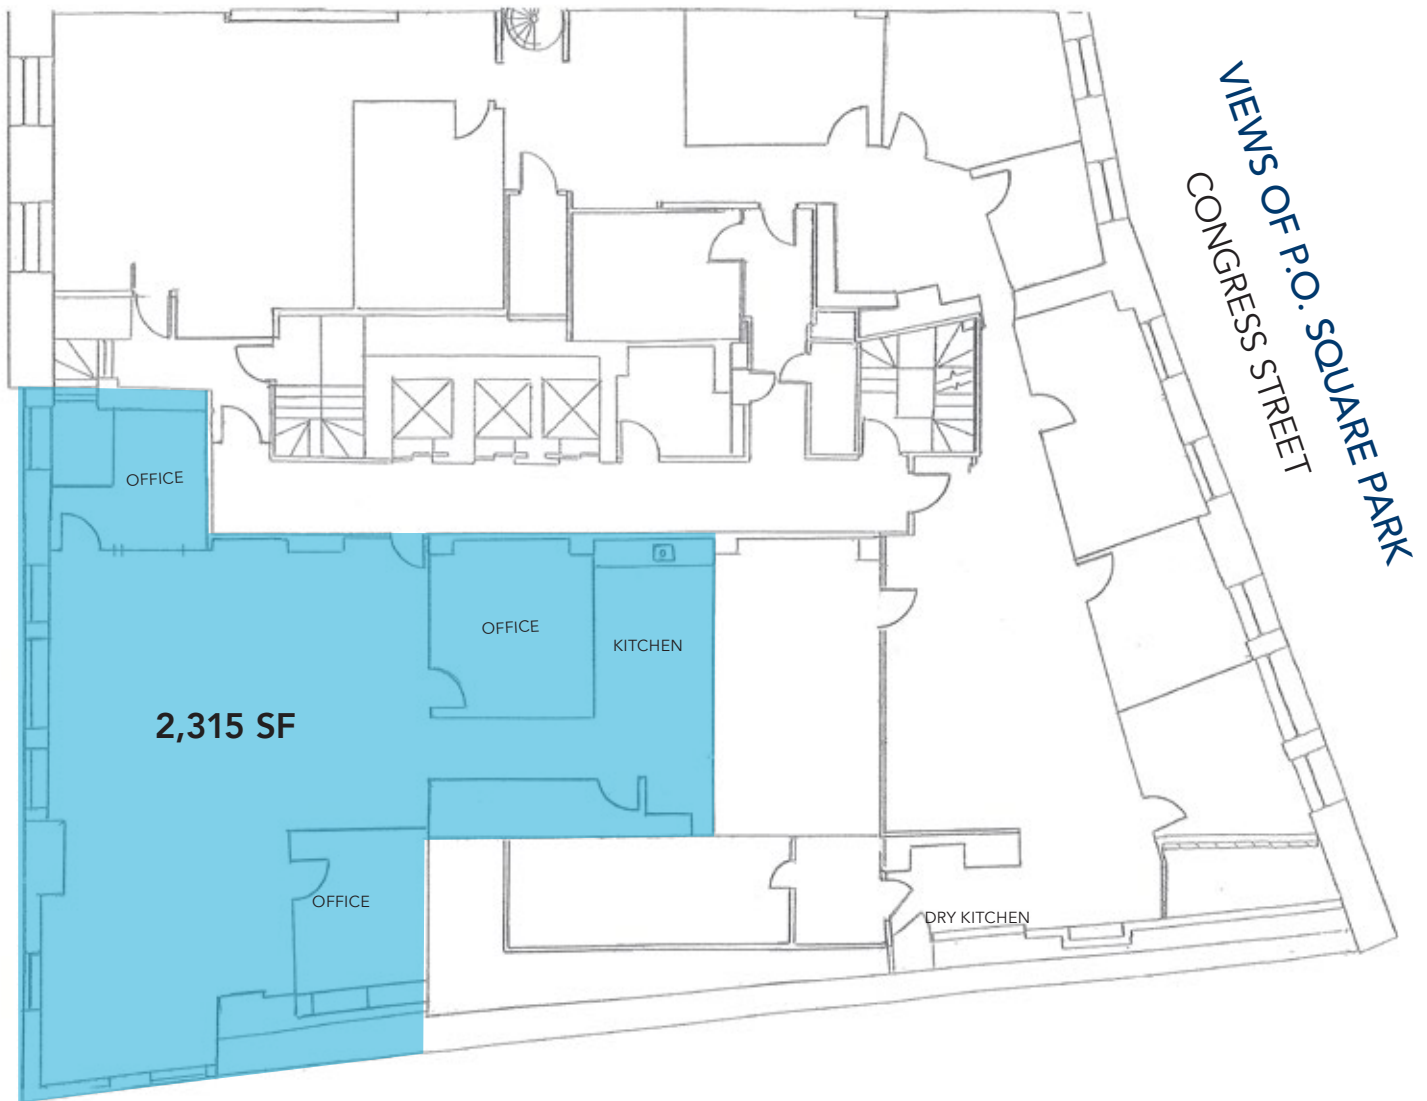 VIEWS OF P.O. SQUARE PARK
CONGRESS STREET
OFFICE
OFFICE
KITCHEN
2,315 SF
OFFICE
DRY KITCHEN